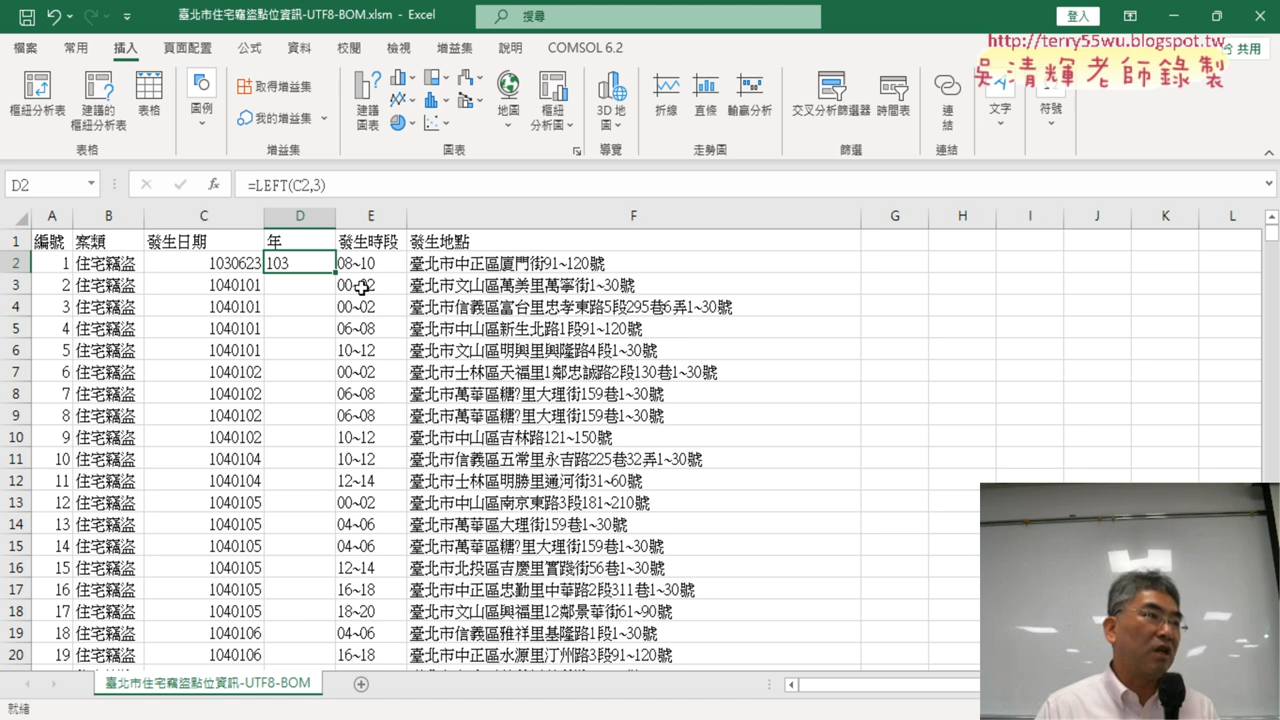 臺北市住宅竊盜點位資訊-UTF8-BOM.xlsm - Excel
搜尋
登入
檔案 常用 插入 頁面配置 公式 資料 校閱 檢視 增益集 說明 COMSOL 6.2
共用
http://terry55wu.blogspot.tw
吳清輝老師錄製
樞紐分析表 建議的樞紐分析表 表格 圖例 取得增益集 我的增益集 建議圖表 地圖 樞紐分析圖 3D 地圖 折線 直條 輸贏分析 交叉分析篩選器 時間表 連結 文字 符號
表格 增益集 圖表 導覽 走勢圖 篩選 連結
D2 fx =LEFT(C2,3)
A B C D E F G H I J K L
1 編號 案類 發生日期 年 發生時段 發生地點
2 1 住宅竊盜 1030623 103 08~10 臺北市中正區廈門街91~120號
3 2 住宅竊盜 1040101 00~02 臺北市文山區萬美里萬寧街1~30號
4 3 住宅竊盜 1040101 00~02 臺北市信義區富台里忠孝東路5段295巷6弄1~30號
5 4 住宅竊盜 1040101 06~08 臺北市中山區新生北路1段91~120號
6 5 住宅竊盜 1040101 10~12 臺北市文山區明興里興隆路4段1~30號
7 6 住宅竊盜 1040102 00~02 臺北市士林區天福里1鄰忠誠路2段130巷1~30號
8 7 住宅竊盜 1040102 06~08 臺北市萬華區糖?里大理街159巷1~30號
9 8 住宅竊盜 1040102 06~08 臺北市萬華區糖?里大理街159巷1~30號
10 9 住宅竊盜 1040102 10~12 臺北市中山區吉林路121~150號
11 10 住宅竊盜 1040104 10~12 臺北市信義區五常里永吉路225巷32弄1~30號
12 11 住宅竊盜 1040104 12~14 臺北市士林區明勝里通河街31~60號
13 12 住宅竊盜 1040105 00~02 臺北市中山區南京東路3段181~210號
14 13 住宅竊盜 1040105 04~06 臺北市萬華區大理街159巷1~30號
15 14 住宅竊盜 1040105 04~06 臺北市萬華區糖?里大理街159巷1~30號
16 15 住宅竊盜 1040105 12~14 臺北市北投區吉慶里實踐街56巷1~30號
17 16 住宅竊盜 1040105 16~18 臺北市中正區忠勤里中華路2段311巷1~30號
18 17 住宅竊盜 1040105 18~20 臺北市文山區興福里12鄰景華街61~90號
19 18 住宅竊盜 1040106 04~06 臺北市信義區雅祥里基隆路1段1~30號
20 19 住宅竊盜 1040106 16~18 臺北市中正區水源里汀州路3段91~120號
臺北市住宅竊盜點位資訊-UTF8-BOM
就緒